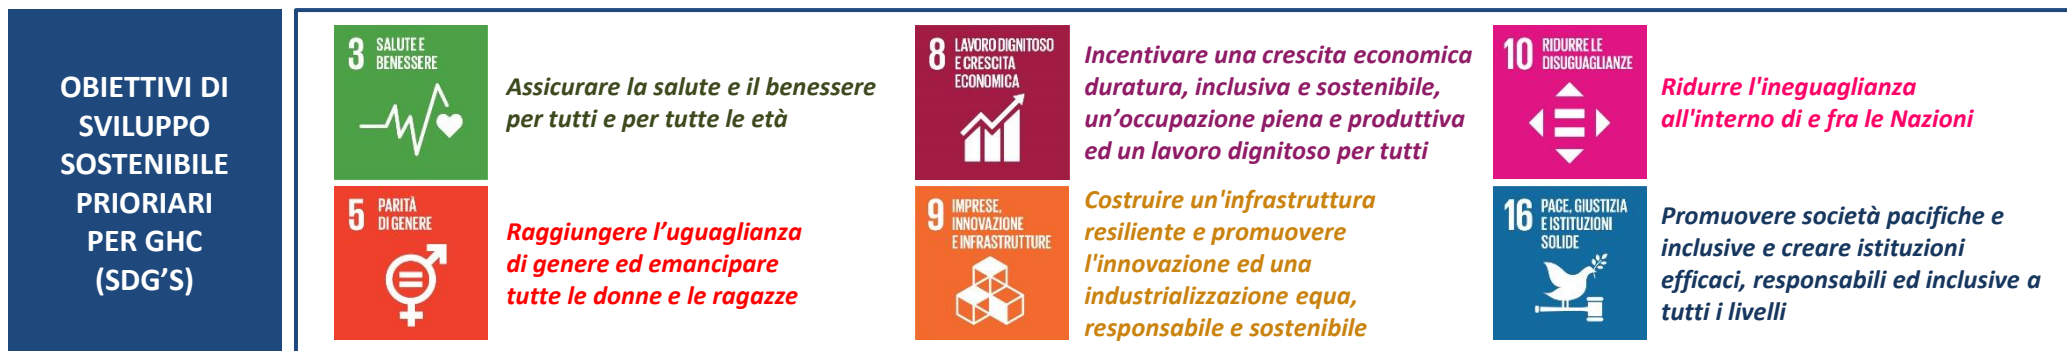 OBIETTIVI DI
SVILUPPO
SOSTENIBILE
PRIORIARI
PER GHC
(SDG'S)
3 SALUTE E
BENESSERE
Assicurare la salute e il benessere
per tutti e per tutte le età
5 PARITÀ
DI GENERE
Raggiungere l’uguaglianza
di genere ed emancipare
tutte le donne e le ragazze
8 LAVORO DIGNITOSO
E CRESCITA
ECONOMICA
Incentivare una crescita economica
duratura, inclusiva e sostenibile,
un’occupazione piena e produttiva
ed un lavoro dignitoso per tutti
9 IMPRESE,
INNOVAZIONE
E INFRASTRUTTURE
Costruire un'infrastruttura
resiliente e promuovere
l'innovazione ed una
industrializzazione equa,
responsabile e sostenibile
10 RIDURRE LE
DISUGUAGLIANZE
Ridurre l'ineguaglianza
all'interno di e fra le Nazioni
16 PACE, GIUSTIZIA
E ISTITUZIONI
SOLIDE
Promuovere società pacifiche e
inclusive e creare istituzioni
efficaci, responsabili ed inclusive a
tutti i livelli